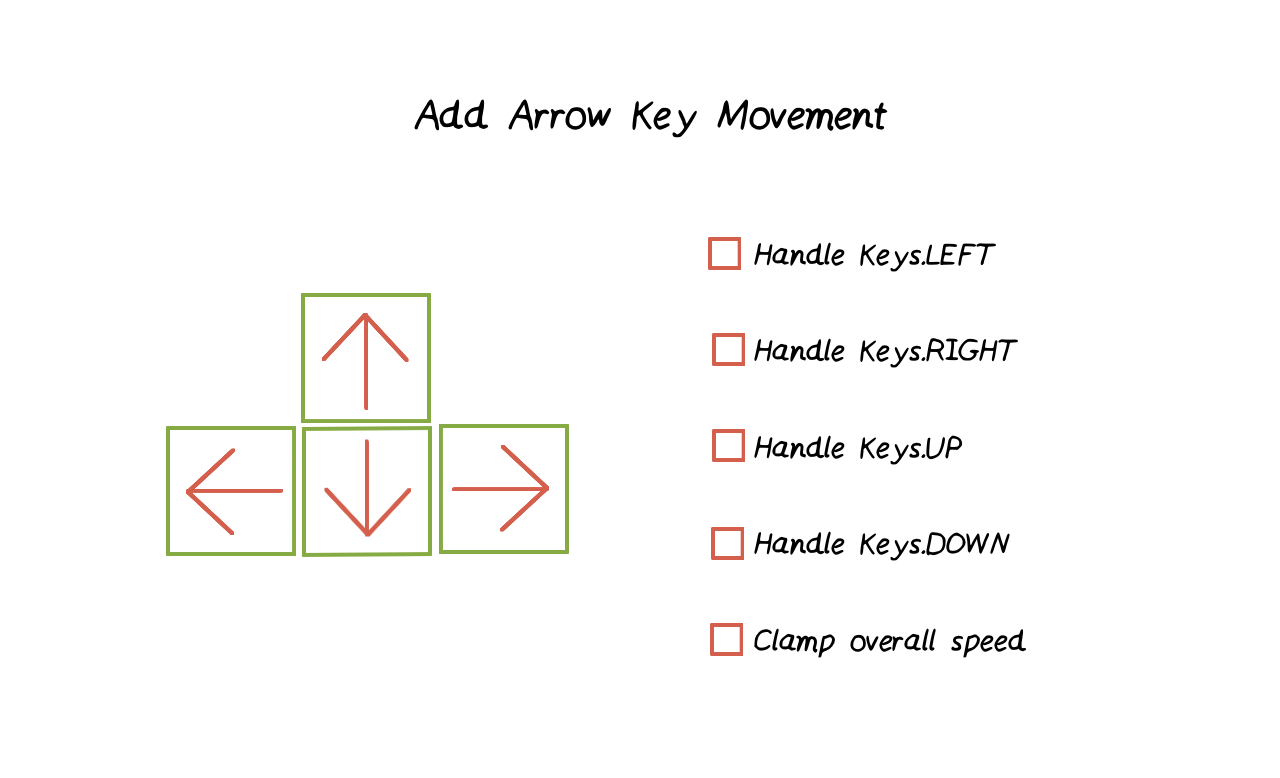 Add Arrow Key Movement
Handle Keys.LEFT
Handle Keys.RIGHT
Handle Keys.UP
Handle Keys.DOWN
Clamp overall speed